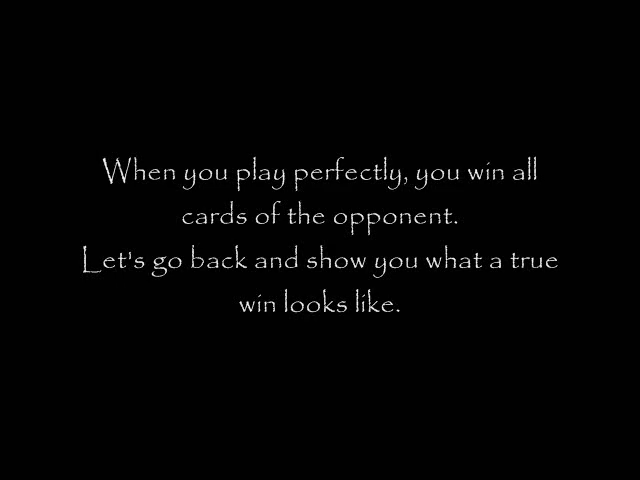 When you play perfectly, you win all
cards of the opponent.
Let's go back and show you what a true
win looks like.